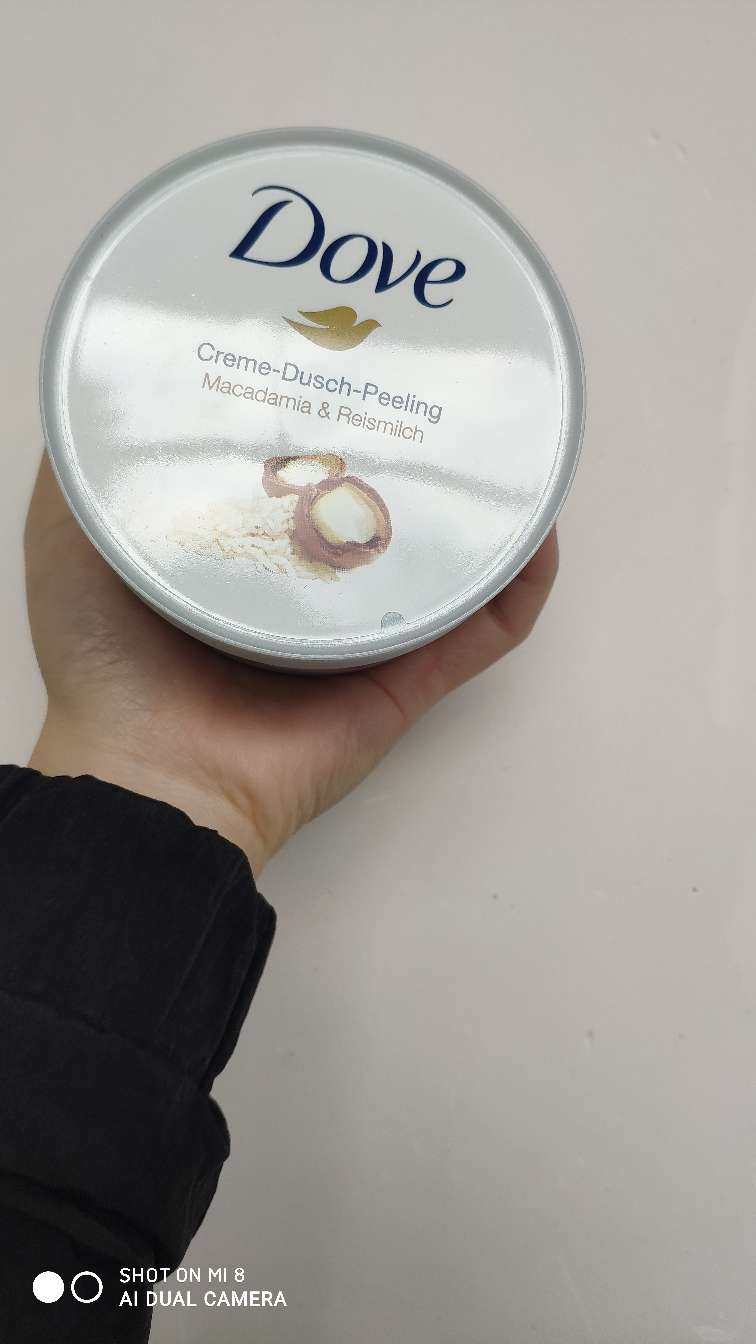 Dove
Creme-Dusch-Peeling
Macadamia & Reismilch
SHOT ON MI 8
AI DUAL CAMERA